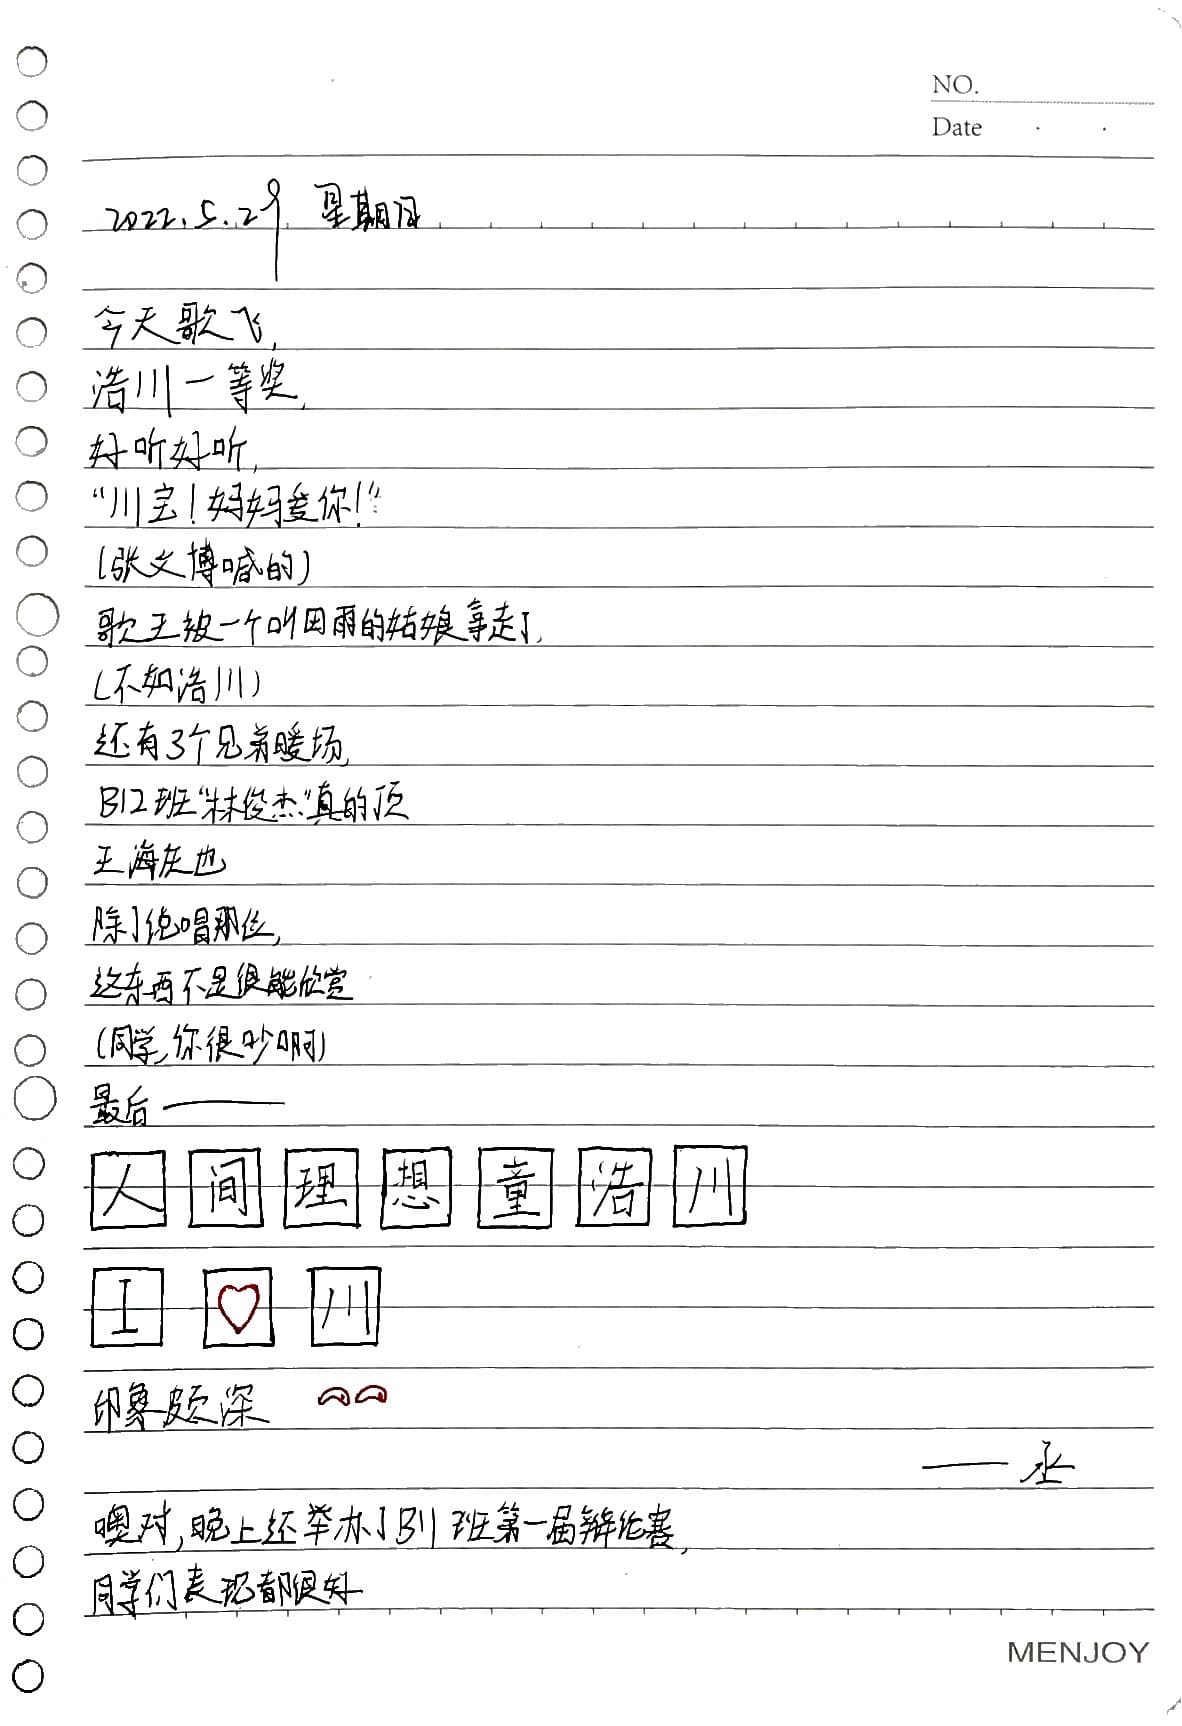 NO.
Date
2022.5.29 星期日
今天歌飞,
浩川一等奖,
好听好听,
“川宝!妈妈爱你!”
(张文博喊的)
歌王被一个叫田雨的姑娘拿走了,
(不如浩川)
还有3个兄弟暖场,
B12班“林俊杰”真的顶
王海灰也
除了绝唱那位,
这东西不是很能欣赏
(同学,你很吵啊)
最后——
人间理想童浩川
I ♡ 川
印象颇深
——丞
噢对,晚上还举办了B11班第一届辩论赛,
同学们表现都很好
MENJOY